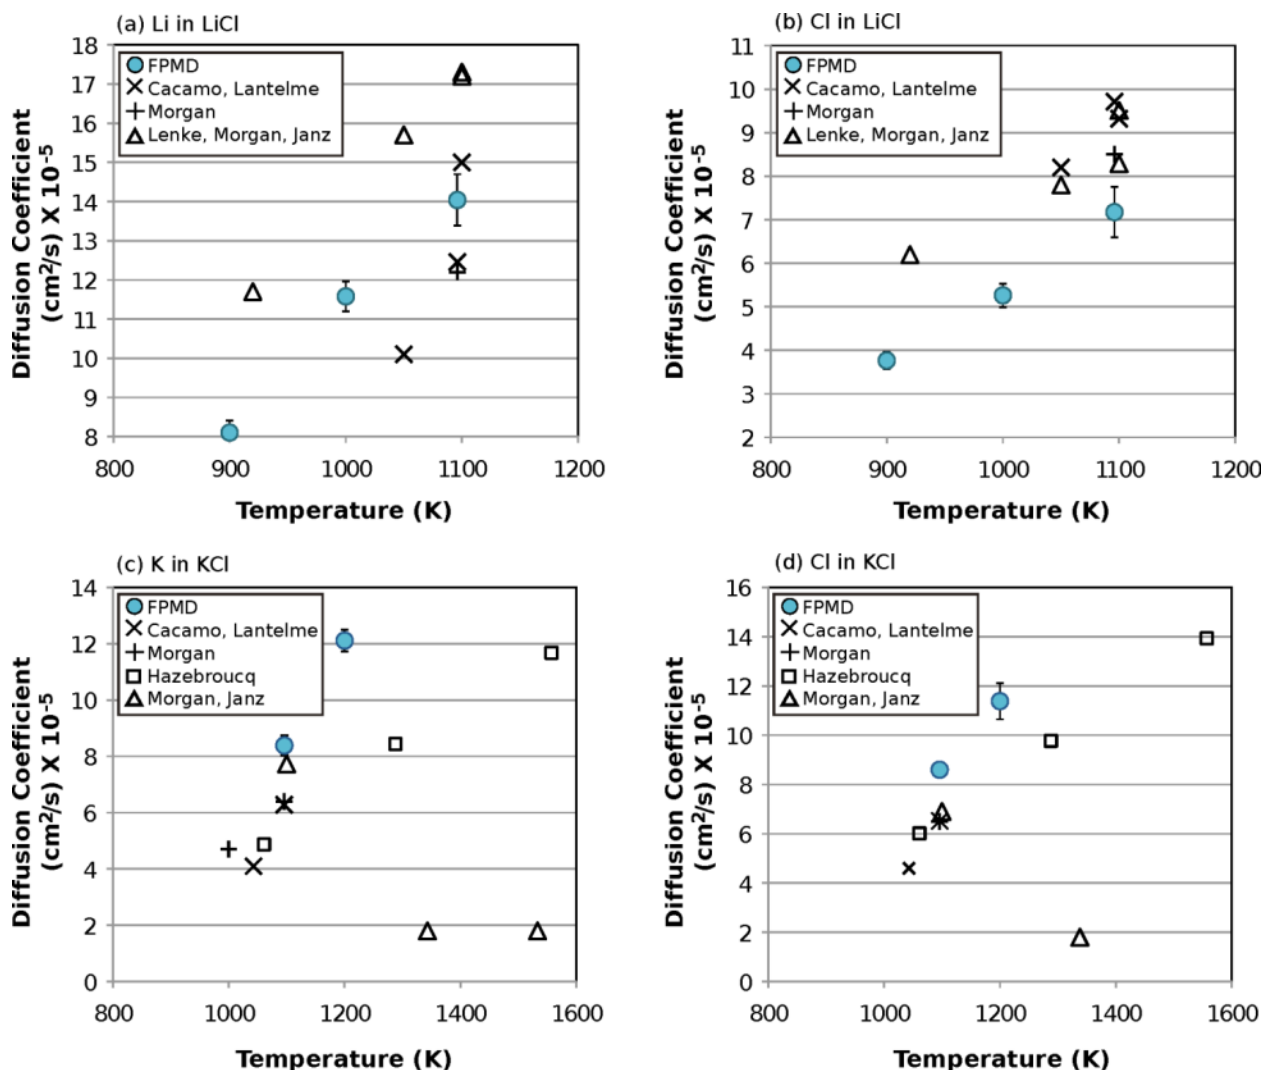 (a) Li in LiCl
Diffusion Coefficient
(cm²/s) X 10⁻⁵
18
17
16
15
14
13
12
11
10
9
8
FPMD
Cacamo, Lantelme
Morgan
Lenke, Morgan, Janz
800 900 1000 1100 1200
Temperature (K)
(b) Cl in LiCl
Diffusion Coefficient
(cm²/s) X 10⁻⁵
11
10
9
8
7
6
5
4
3
2
FPMD
Cacamo, Lantelme
Morgan
Lenke, Morgan, Janz
800 900 1000 1100 1200
Temperature (K)
(c) K in KCl
Diffusion Coefficient
(cm²/s) X 10⁻⁵
14
12
10
8
6
4
2
0
FPMD
Cacamo, Lantelme
Morgan
Hazebroucq
Morgan, Janz
800 1000 1200 1400 1600
Temperature (K)
(d) Cl in KCl
Diffusion Coefficient
(cm²/s) X 10⁻⁵
16
14
12
10
8
6
4
2
0
FPMD
Cacamo, Lantelme
Morgan
Hazebroucq
Morgan, Janz
800 1000 1200 1400 1600
Temperature (K)